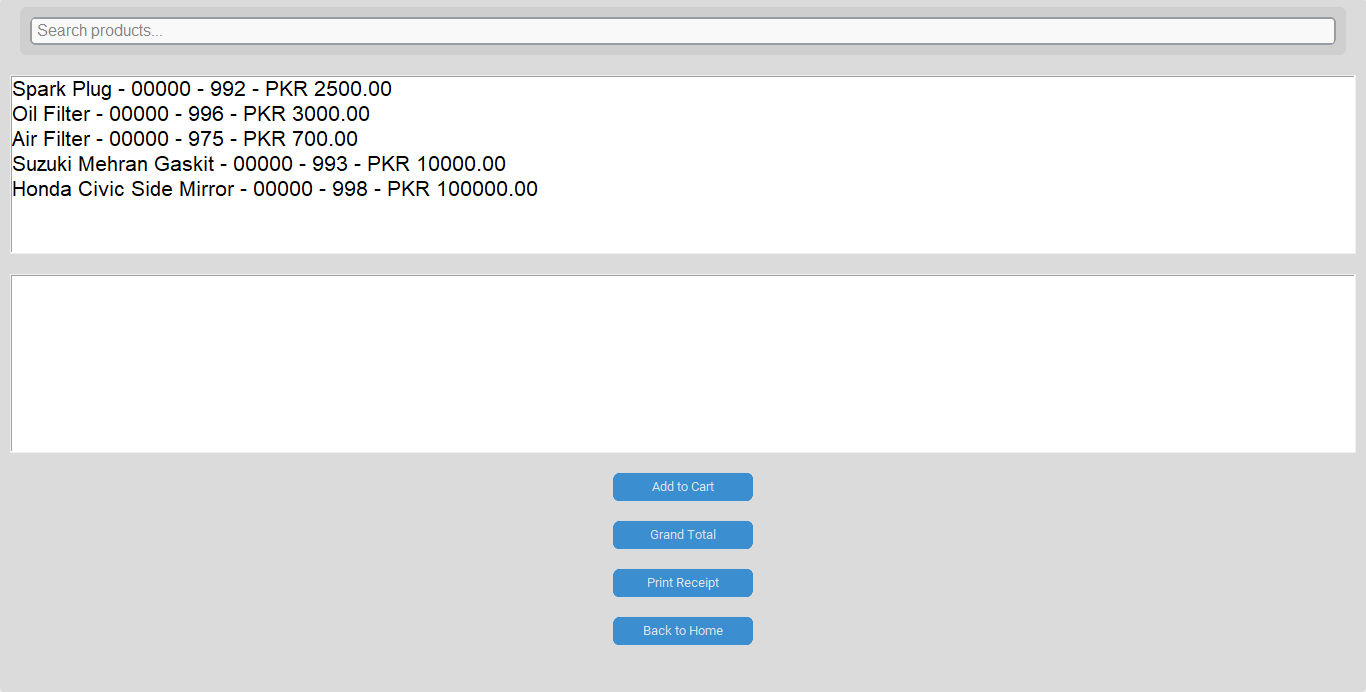 Search products...
Spark Plug - 00000 - 992 - PKR 2500.00
Oil Filter - 00000 - 996 - PKR 3000.00
Air Filter - 00000 - 975 - PKR 700.00
Suzuki Mehran Gaskit - 00000 - 993 - PKR 10000.00
Honda Civic Side Mirror - 00000 - 998 - PKR 100000.00
Add to Cart
Grand Total
Print Receipt
Back to Home